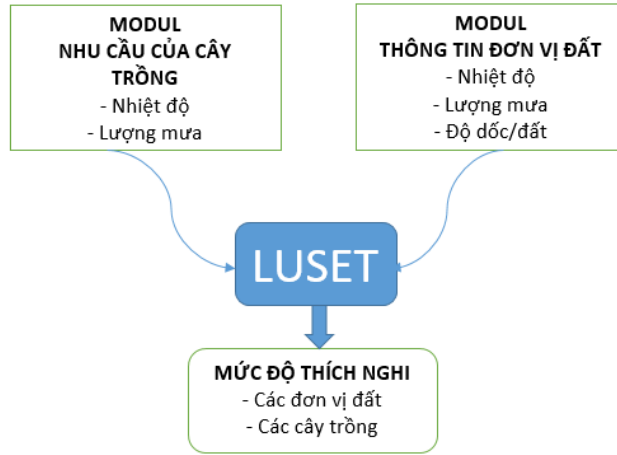 MODUL
NHU CẦU CỦA CÂY
TRỒNG
- Nhiệt độ
- Lượng mưa
MODUL
THÔNG TIN ĐƠN VỊ ĐẤT
- Nhiệt độ
- Lượng mưa
- Độ dốc/đất
LUSET
MỨC ĐỘ THÍCH NGHI
- Các đơn vị đất
- Các cây trồng